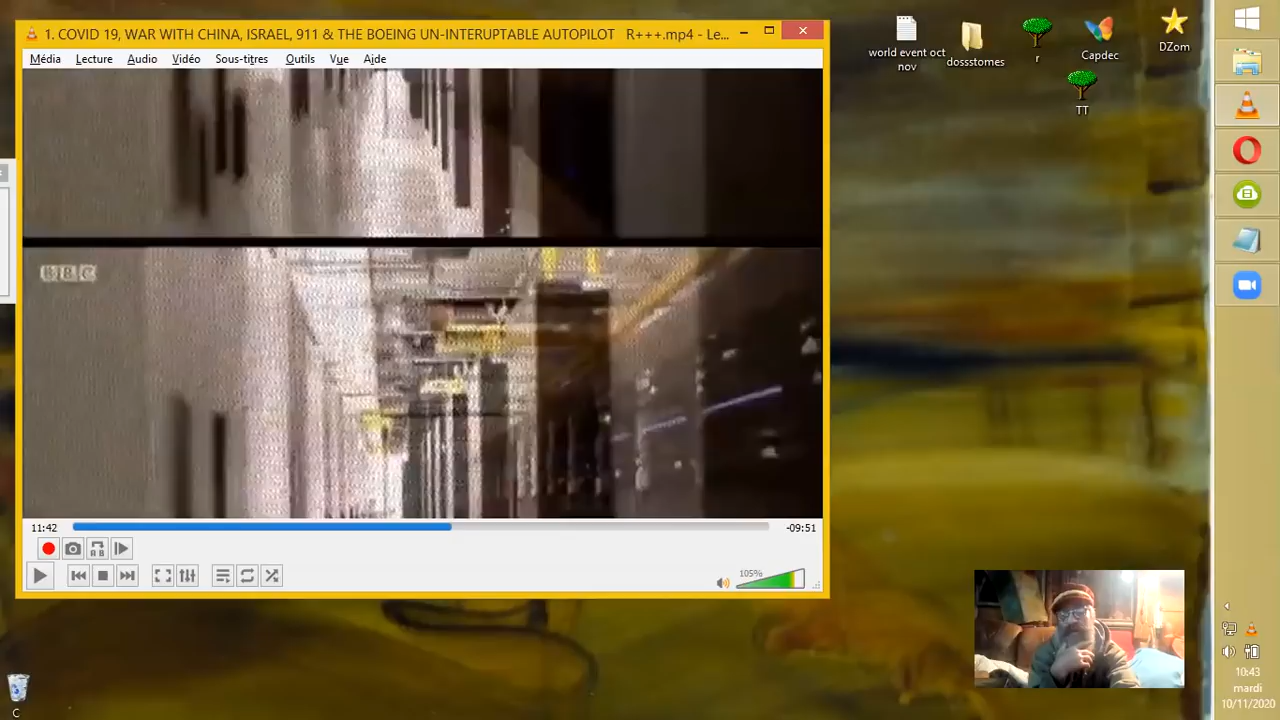 1. COVID 19, WAR WITH CHINA, ISRAEL, 911 & THE BOEING UN-INTERUPTABLE AUTOPILOT R+++.mp4 - Le...
Média Lecture Audio Vidéo Sous-titres Outils Vue Aide
BBC
11:42
-09:51
105%
world event oct
nov
dossstomes
r
Capdec
DZom
TT
C
10:43
mardi
10/11/2020